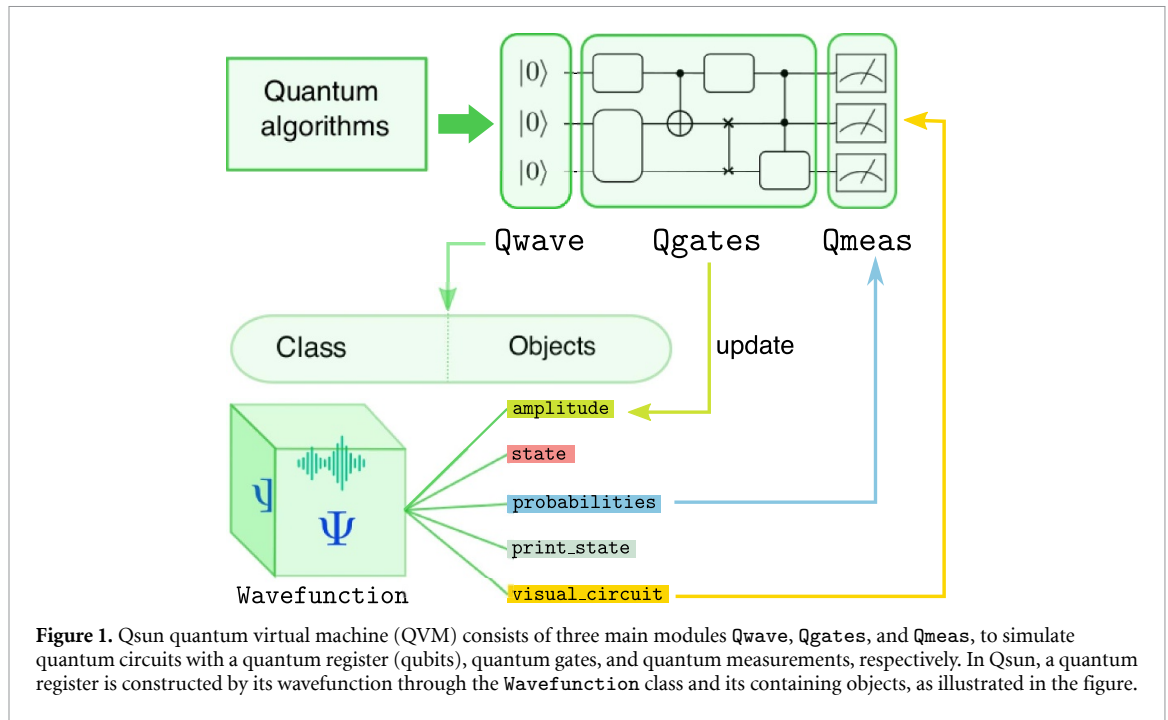 Quantum
algorithms
|0⟩
|0⟩
|0⟩
Qwave
Qgates
Qmeas
Class
Objects
update
amplitude
state
probabilities
print_state
visual_circuit
Ψ
Ψ
Wavefunction
Figure 1. Qsun quantum virtual machine (QVM) consists of three main modules Qwave, Qgates, and Qmeas, to simulate
quantum circuits with a quantum register (qubits), quantum gates, and quantum measurements, respectively. In Qsun, a quantum
register is constructed by its wavefunction through the Wavefunction class and its containing objects, as illustrated in the figure.